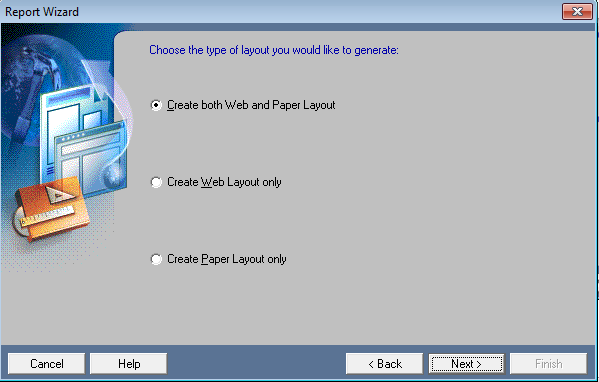 Report Wizard
Choose the type of layout you would like to generate:
Create both Web and Paper Layout
Create Web Layout only
Create Paper Layout only
Cancel
Help
< Back
Next >
Finish